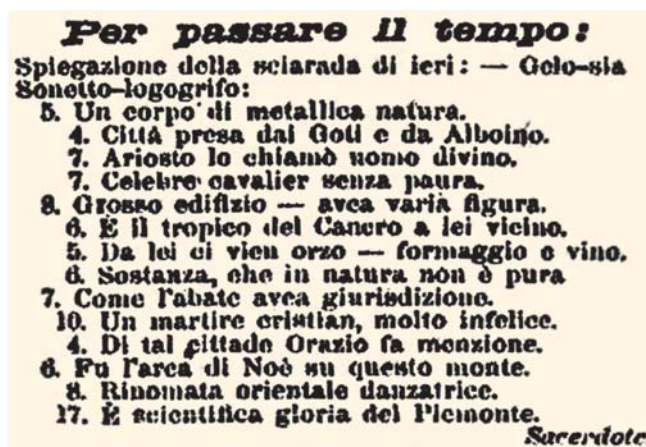 Per passare il tempo:
Spiegazione della sciarada di ieri: — Gelo-sia
Sonetto-logogrifo:
5. Un corpo di metallica natura.
4. Città presa dai Goti e da Alboino.
7. Ariosto lo chiamò uomo divino.
7. Celebre cavalier senza paura.
8. Grosso edifizio — avea varia figura.
6. È il tropico del Cancro a lei vicino.
5. Da lei ci vien orzo — formaggio e vino.
6. Sostanza, che in natura non è pura
7. Come l'abate avea giurisdizione.
10. Un martire cristian, molto infelice.
4. Di tal cittade Orazio fa menzione.
6. Fu l'arca di Noè su questo monte.
8. Rinomata orientale danzatrice.
17. È scientifica gloria del Piemonte.
Sacerdote